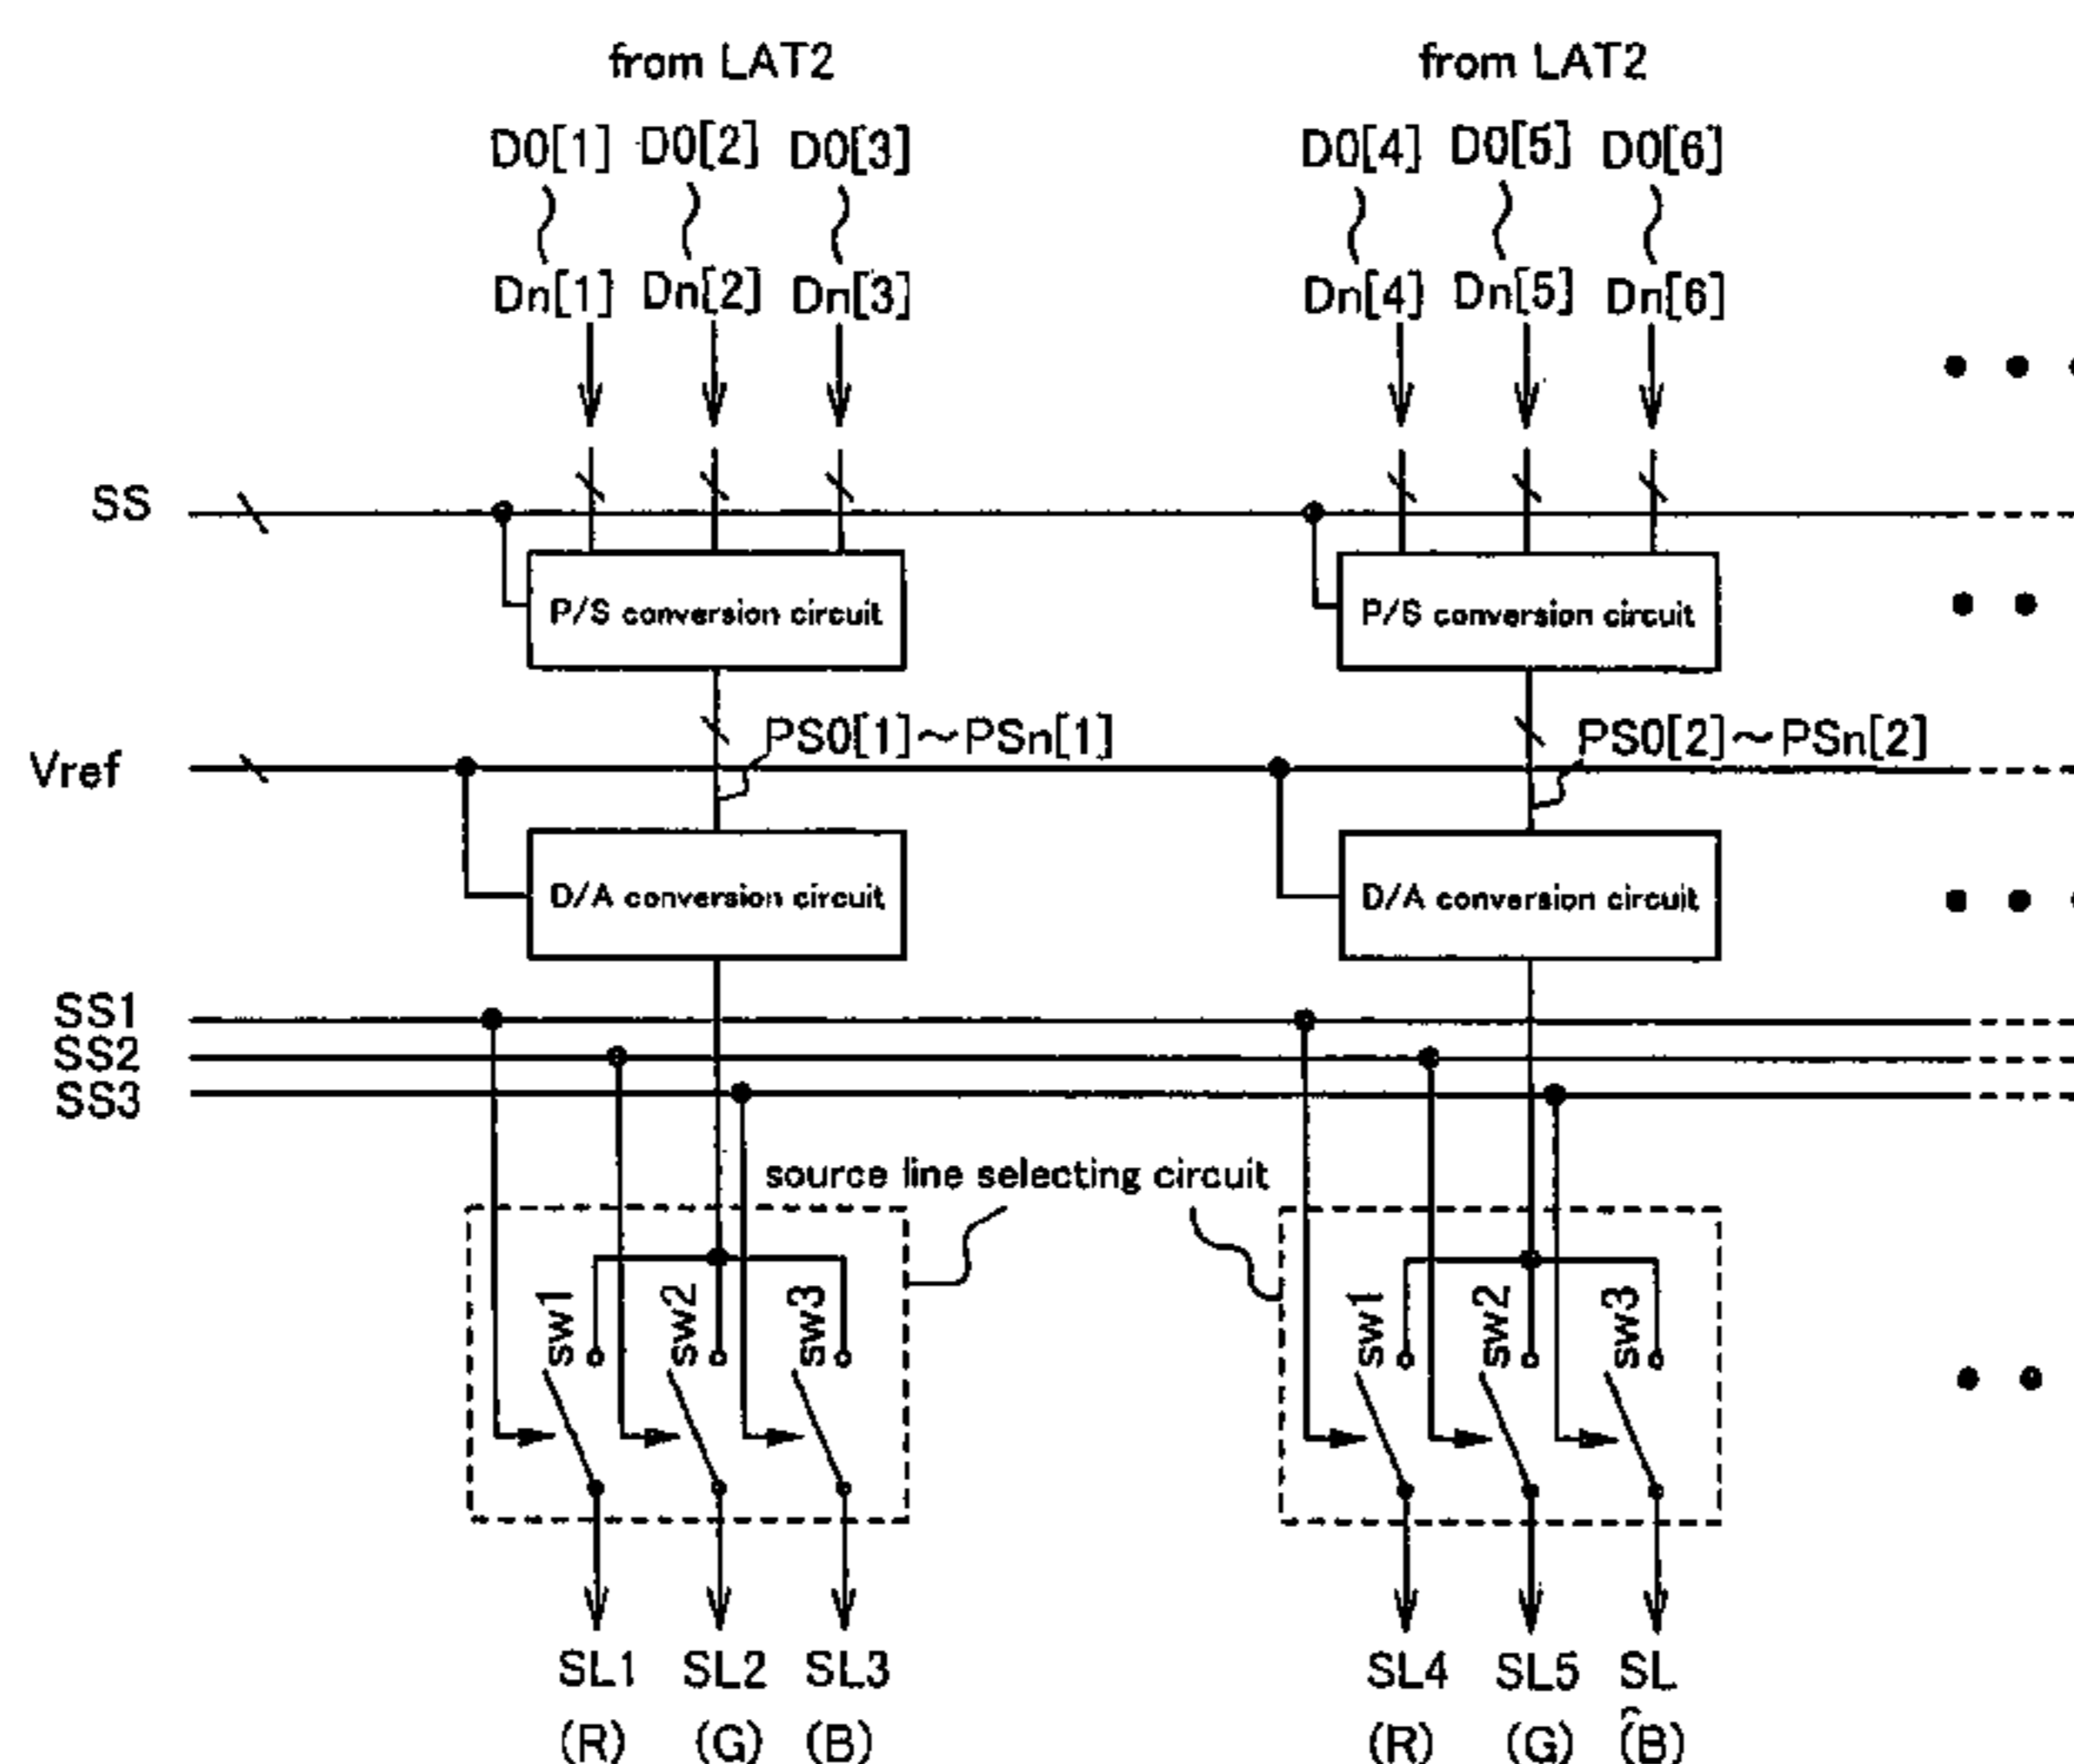 from LAT2 from LAT2
D0[1] D0[2] D0[3] D0[4] D0[5] D0[6]
Dn[1] Dn[2] Dn[3] Dn[4] Dn[5] Dn[6]
SS
P/S conversion circuit P/S conversion circuit
PS0[1]～PSn[1] PS0[2]～PSn[2]
Vref
D/A conversion circuit D/A conversion circuit
SS1
SS2
SS3
source line selecting circuit
sw1 sw2 sw3 sw1 sw2 sw3
SL1 SL2 SL3 SL4 SL5 SL
(R) (G) (B) (R) (G) (B)